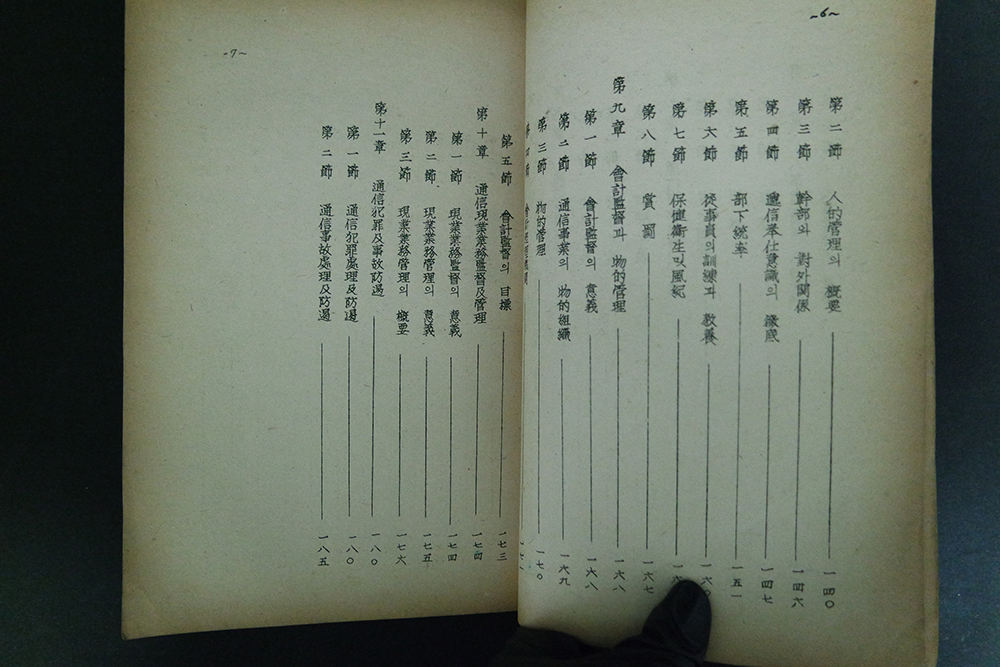 ~6~
第二節 人的管理의 概要 一四〇
第三節 幹部와 對外關係 一四六
第四節 遞信奉仕意識의 徹底 一四七
第五節 部下統率 一五一
第六節 從事員의 訓練과 敎養 一六
第七節 保健衛生및風紀 一六
第八節 賞罰 一六七
第九章 會計監督과 物的管理 一六八
第一節 會計監督의 意義 一六八
第二節 通信事業의 物的組織 一六九
第三節 物的管理 一七〇
~7~
第五節 會計監督의 目標 一七三
第十章 通信現業業務監督及管理 一七四
第一節 現業業務監督의 意義 一七四
第二節 現業業務管理의 意義 一七五
第三節 現業業務管理의 概要 一七六
第十一章 通信犯罪及事故防遏 一八〇
第一節 通信犯罪處理及防遏 一八〇
第二節 通信事故處理及防遏 一八五